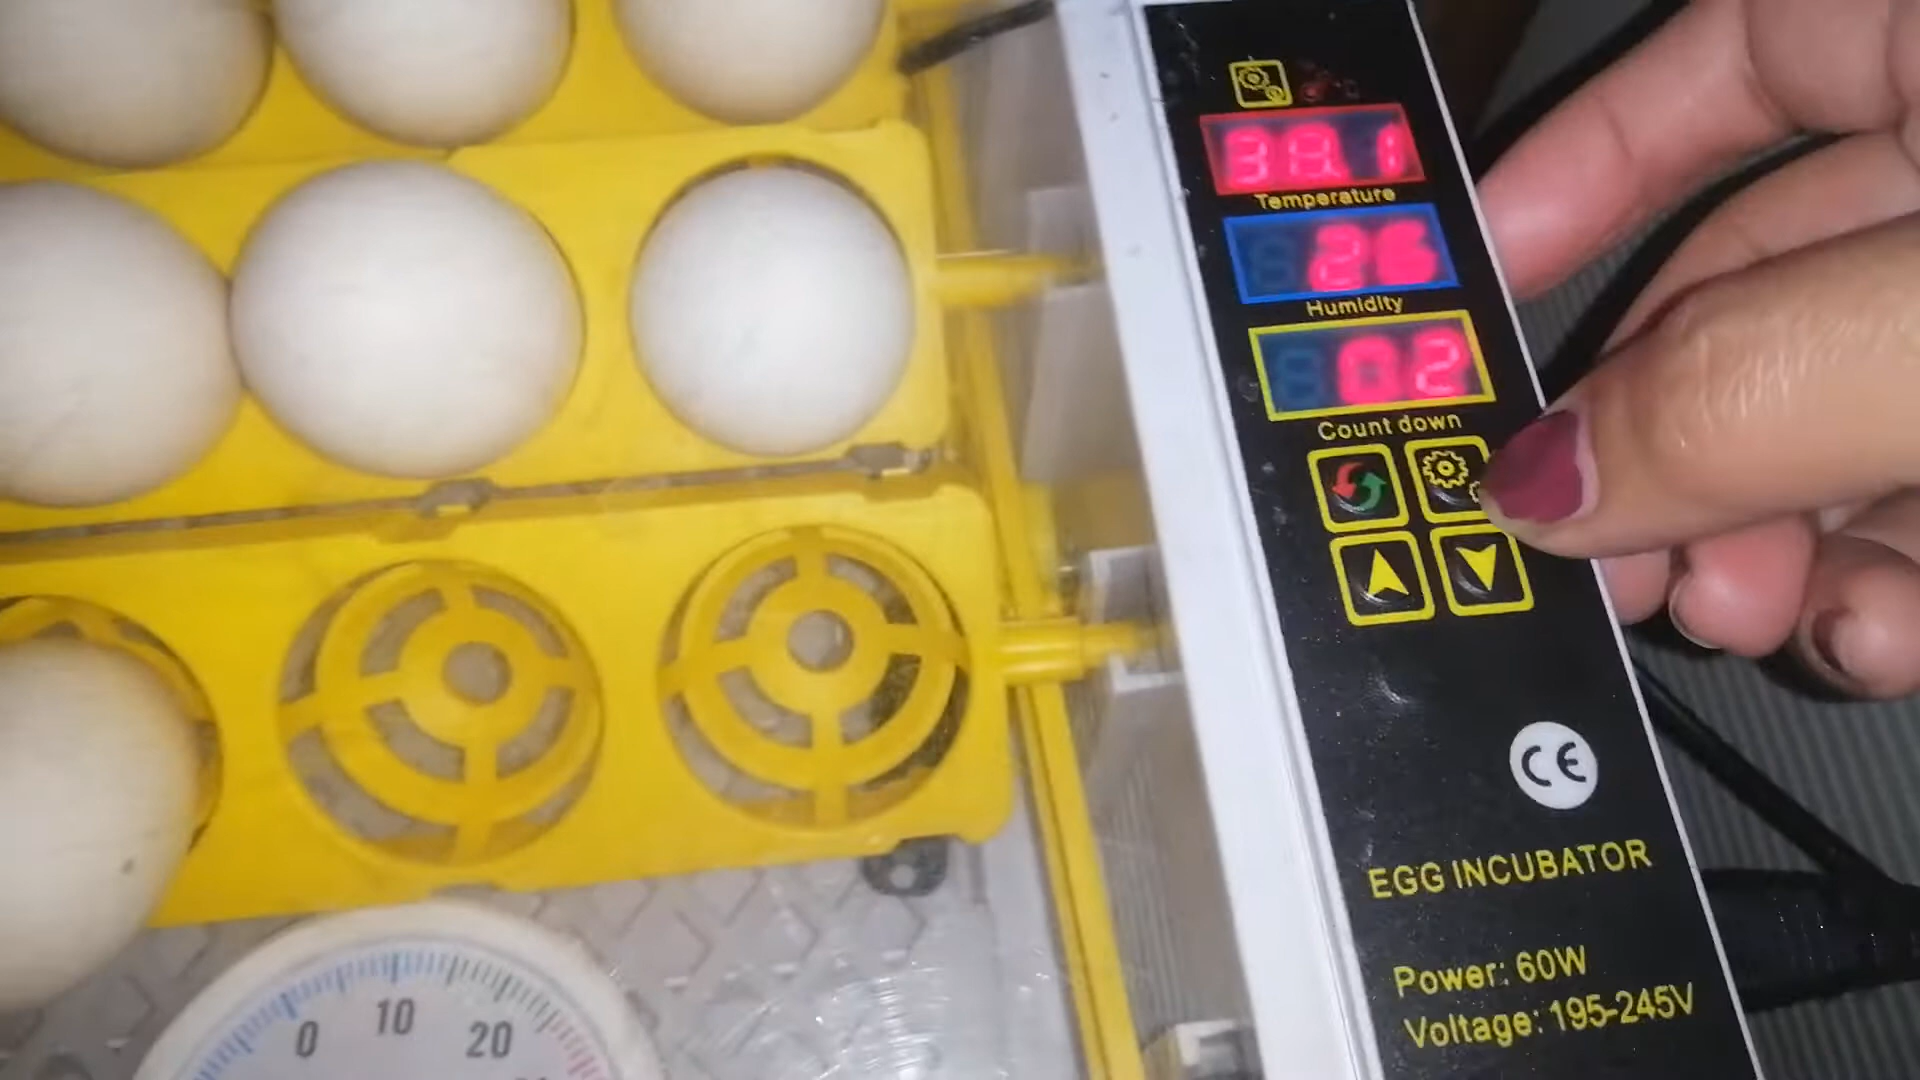 38.1
Temperature
26
Humidity
02
Count down
CE
EGG INCUBATOR
Power: 60W
Voltage: 195-245V
0 10 20